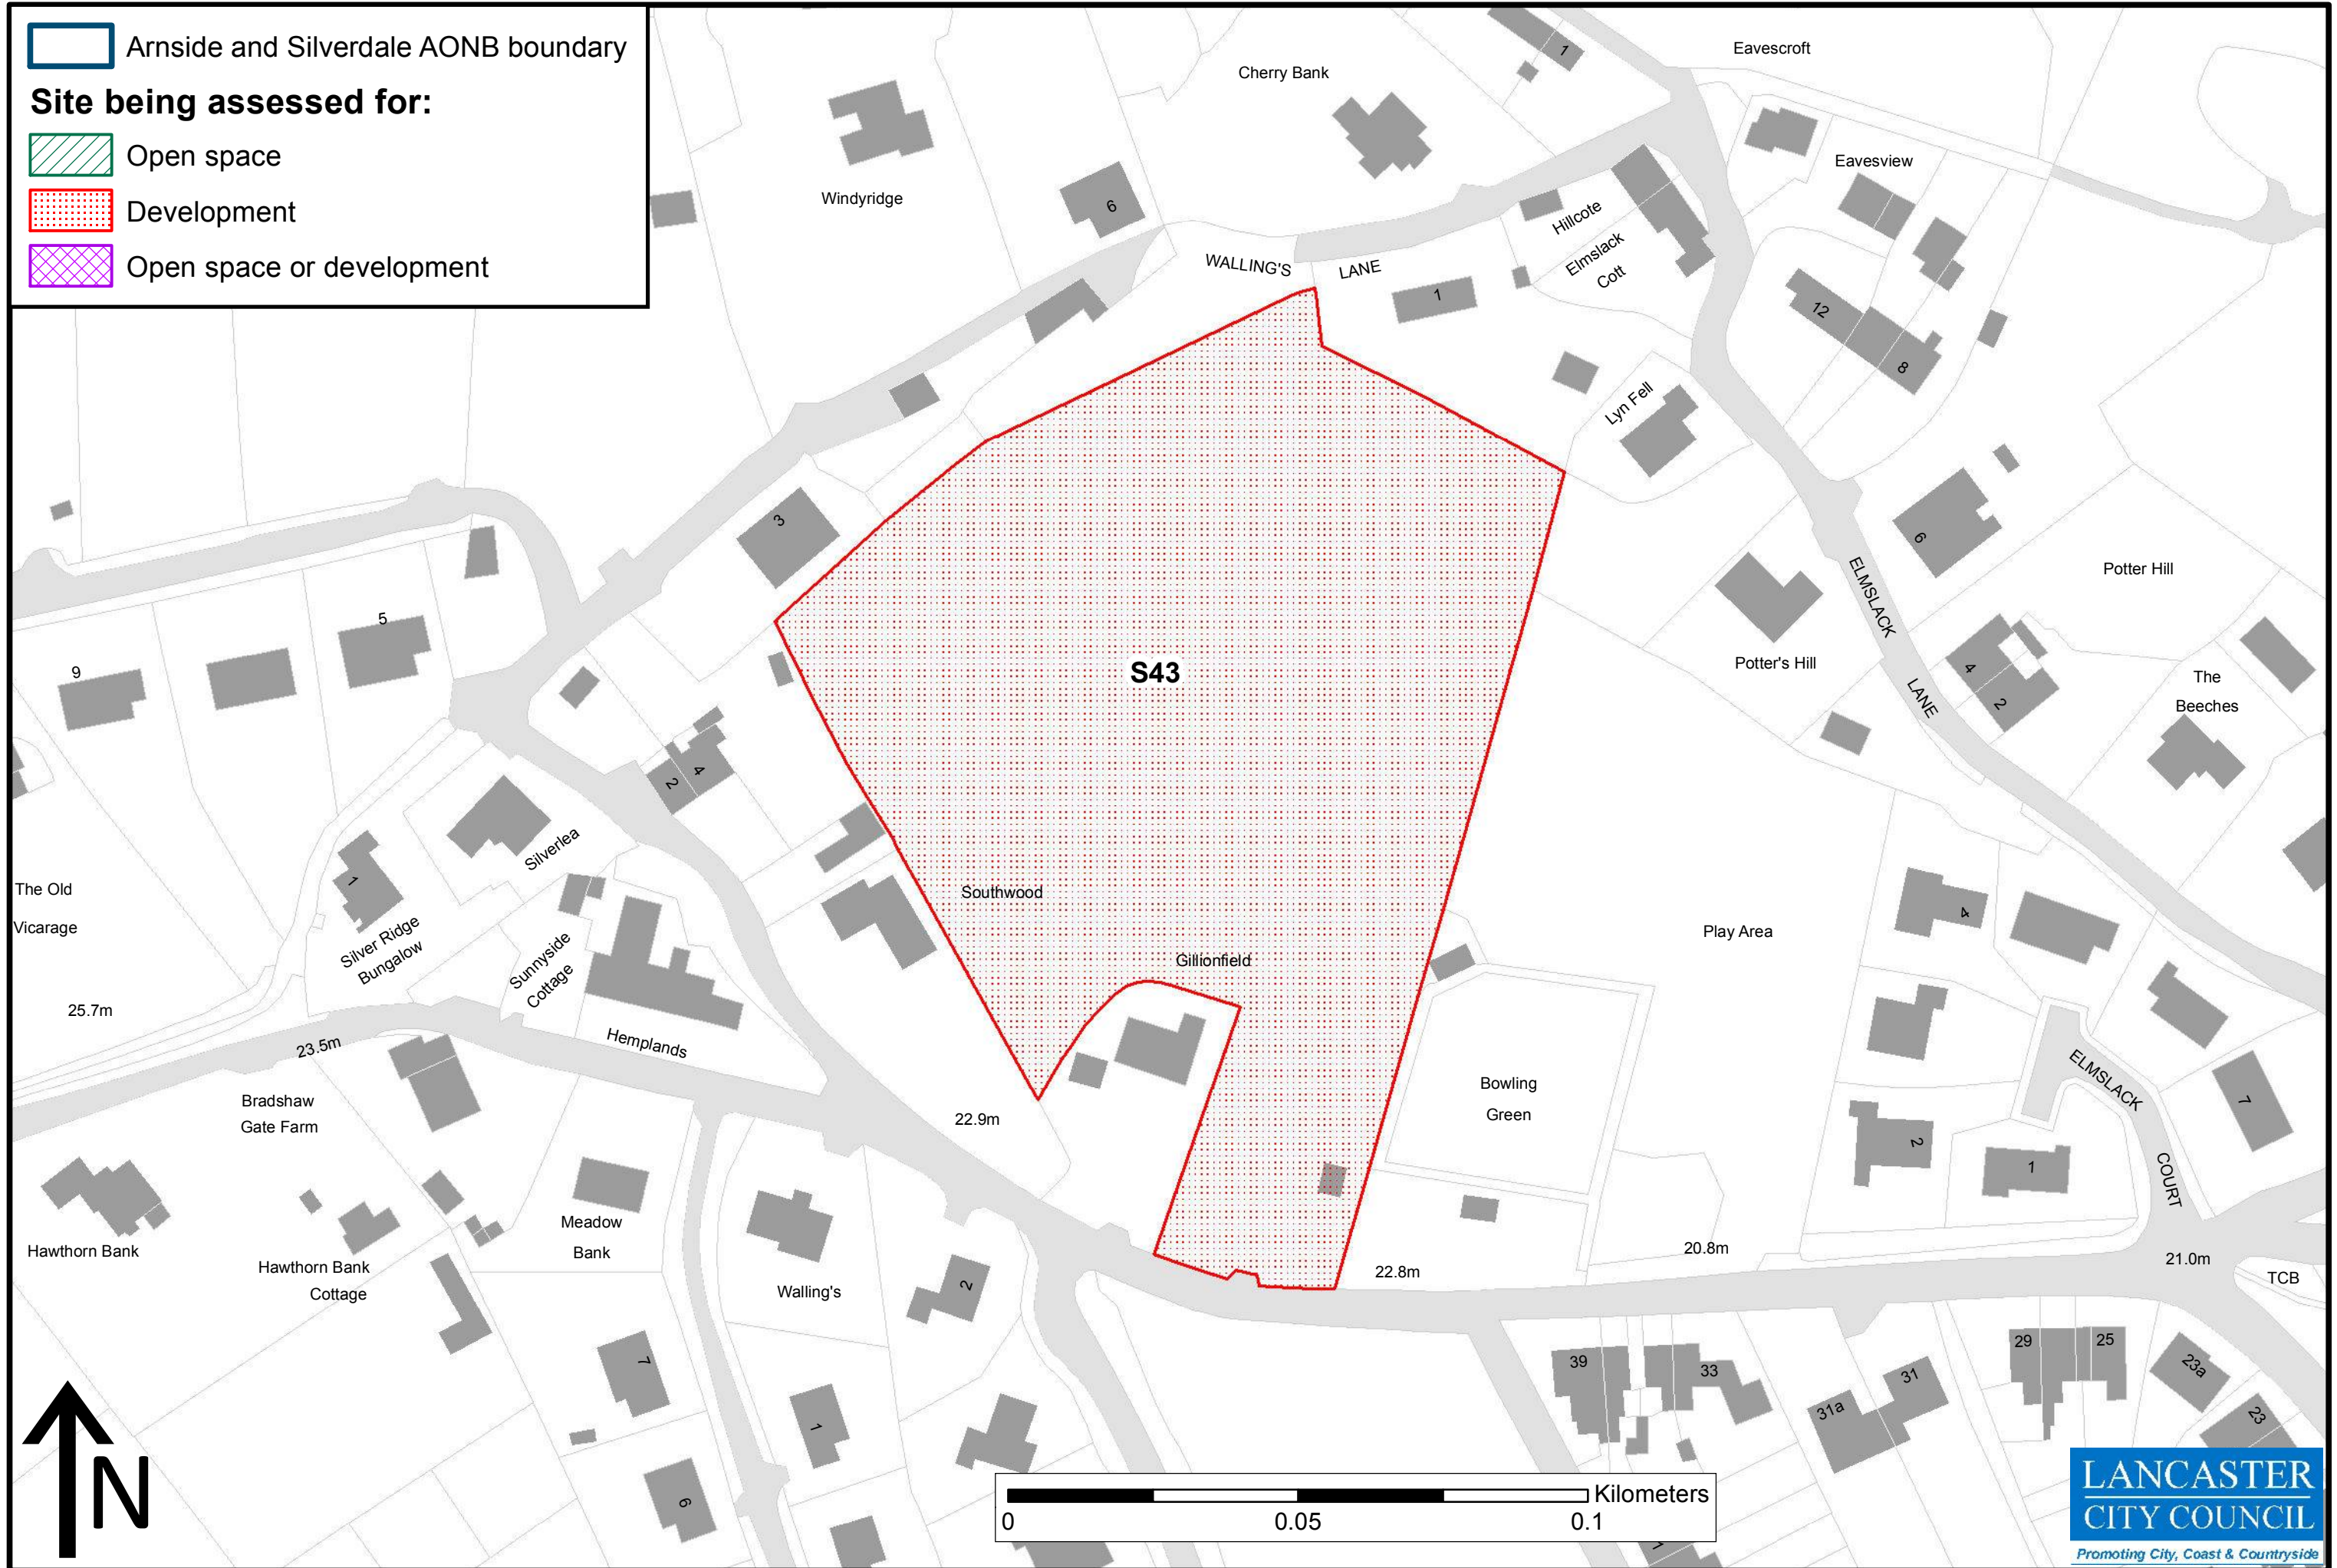 Arnside and Silverdale AONB boundary
Site being assessed for:
Open space
Development
Open space or development
Eavescroft
Cherry Bank
1
Eavesview
Windyridge
6
Hillcote
Elmslack
Cott
WALLING'S LANE
1
12
8
Lyn Fell
3
6
ELMSLACK
LANE
Potter Hill
5
9
S43
Potter's Hill
4
2
The
Beeches
2
4
Silverlea
1
Silver Ridge
Bungalow
The Old
Vicarage
Southwood
Sunnyside
Cottage
Gillionfield
Play Area
4
25.7m
23.5m
Hemplands
Bradshaw
Gate Farm
22.9m
Bowling
Green
ELMSLACK
COURT
7
2
1
Hawthorn Bank
Hawthorn Bank
Cottage
Meadow
Bank
Walling's
2
22.8m
20.8m
21.0m
TCB
7
1
6
39
33
31
31a
29
25
23a
23
1
N
Kilometers
0
0.05
0.1
LANCASTER
CITY COUNCIL
Promoting City, Coast & Countryside